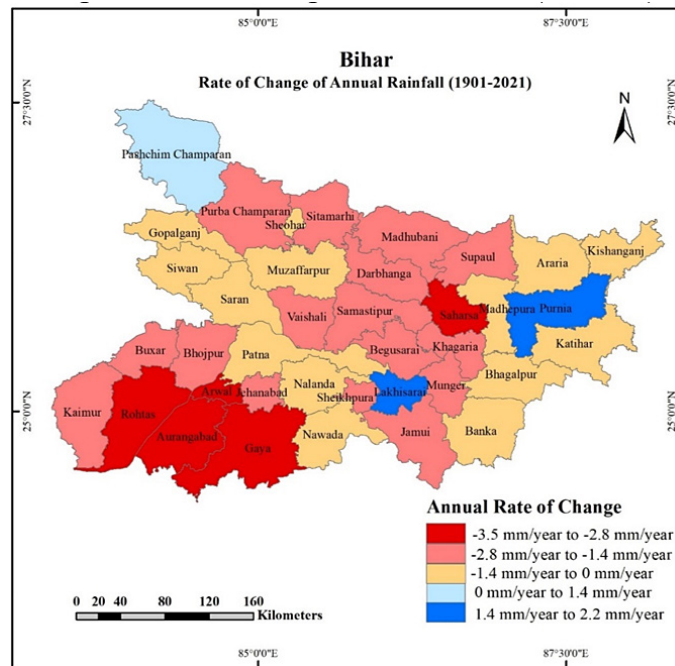 85°0'0"E 87°30'0"E
Bihar
Rate of Change of Annual Rainfall (1901-2021)
27°30'0"N 27°30'0"N
N
Pashchim Champaran
Purba Champaran
Sitamarhi
Sheohar
Gopalganj
Madhubani
Siwan
Muzaffarpur
Darbhanga
Supaul
Araria
Kishanganj
Saran
Vaishali
Samastipur
Saharsa
Madhepura
Purnia
Katihar
Buxar
Bhojpur
Patna
Begusarai
Khagaria
Bhagalpur
Kaimur
Rohtas
Arwal
Jehanabad
Nalanda
Sheikhpura
Lakhisarai
Munger
Aurangabad
Gaya
Nawada
Jamui
Banka
25°0'0"N 25°0'0"N
Annual Rate of Change
-3.5 mm/year to -2.8 mm/year
-2.8 mm/year to -1.4 mm/year
-1.4 mm/year to 0 mm/year
0 mm/year to 1.4 mm/year
1.4 mm/year to 2.2 mm/year
0 20 40 80 120 160
Kilometers
85°0'0"E 87°30'0"E